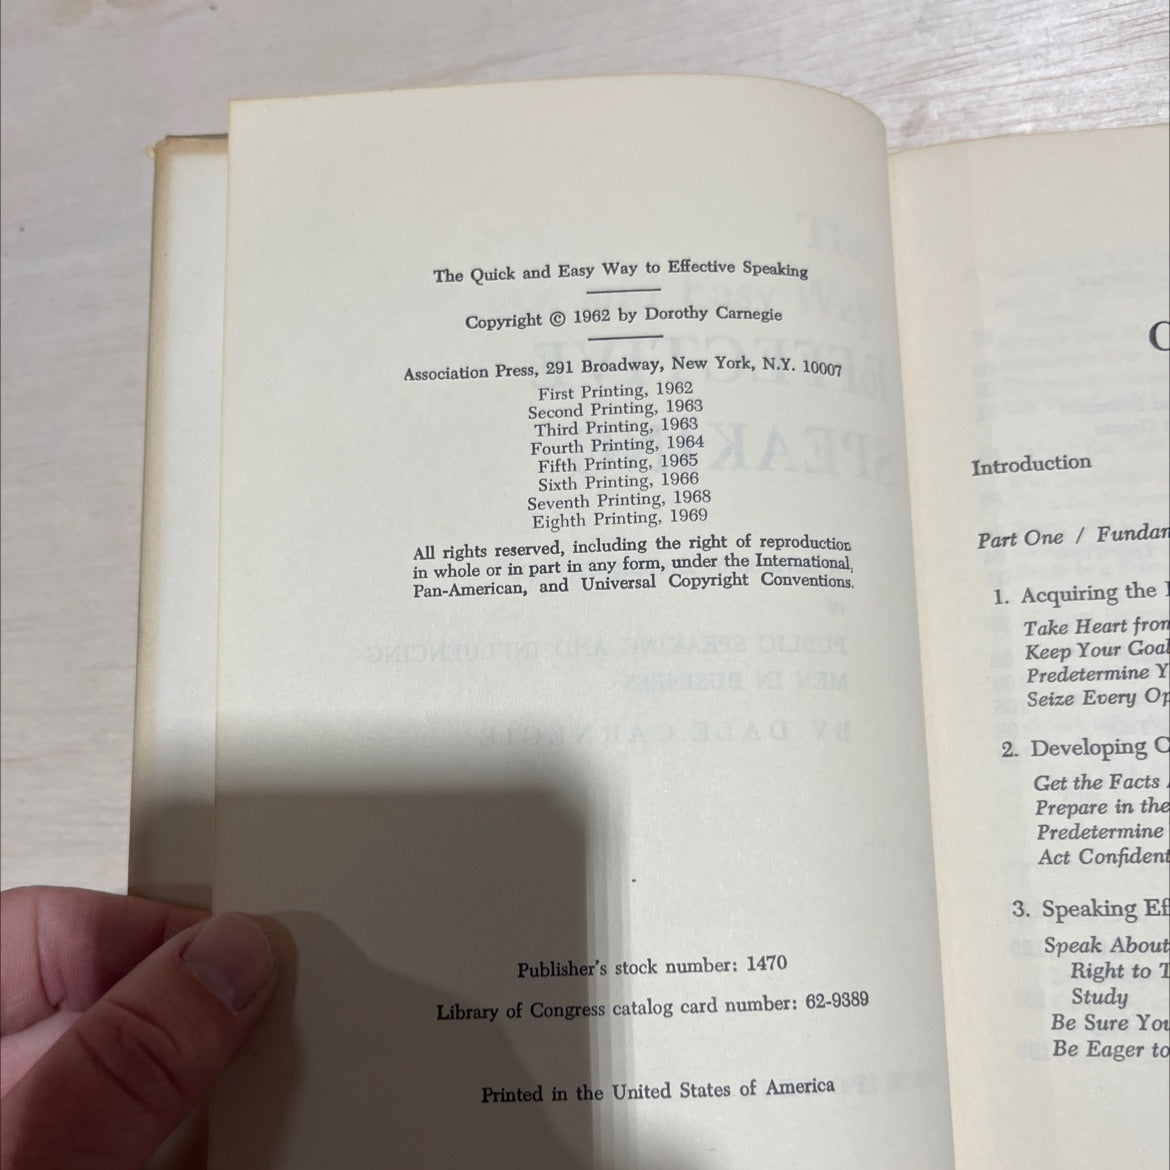 The Quick and Easy Way to Effective Speaking
Copyright © 1962 by Dorothy Carnegie
Association Press, 291 Broadway, New York, N.Y. 10007
First Printing, 1962
Second Printing, 1963
Third Printing, 1963
Fourth Printing, 1964
Fifth Printing, 1965
Sixth Printing, 1966
Seventh Printing, 1968
Eighth Printing, 1969
All rights reserved, including the right of reproduction
in whole or in part in any form, under the International,
Pan-American, and Universal Copyright Conventions.
Publisher's stock number: 1470
Library of Congress catalog card number: 62-9389
Printed in the United States of America
Introduction
Part One /
1. Acquiring the
Take Heart from
Keep Your Goal
Predetermine
Seize Every
2. Developing
Get the Facts
Prepare in the
Predetermine
Act
3. Speaking
Speak About
Right to
Study
Be Sure You
Be Eager to